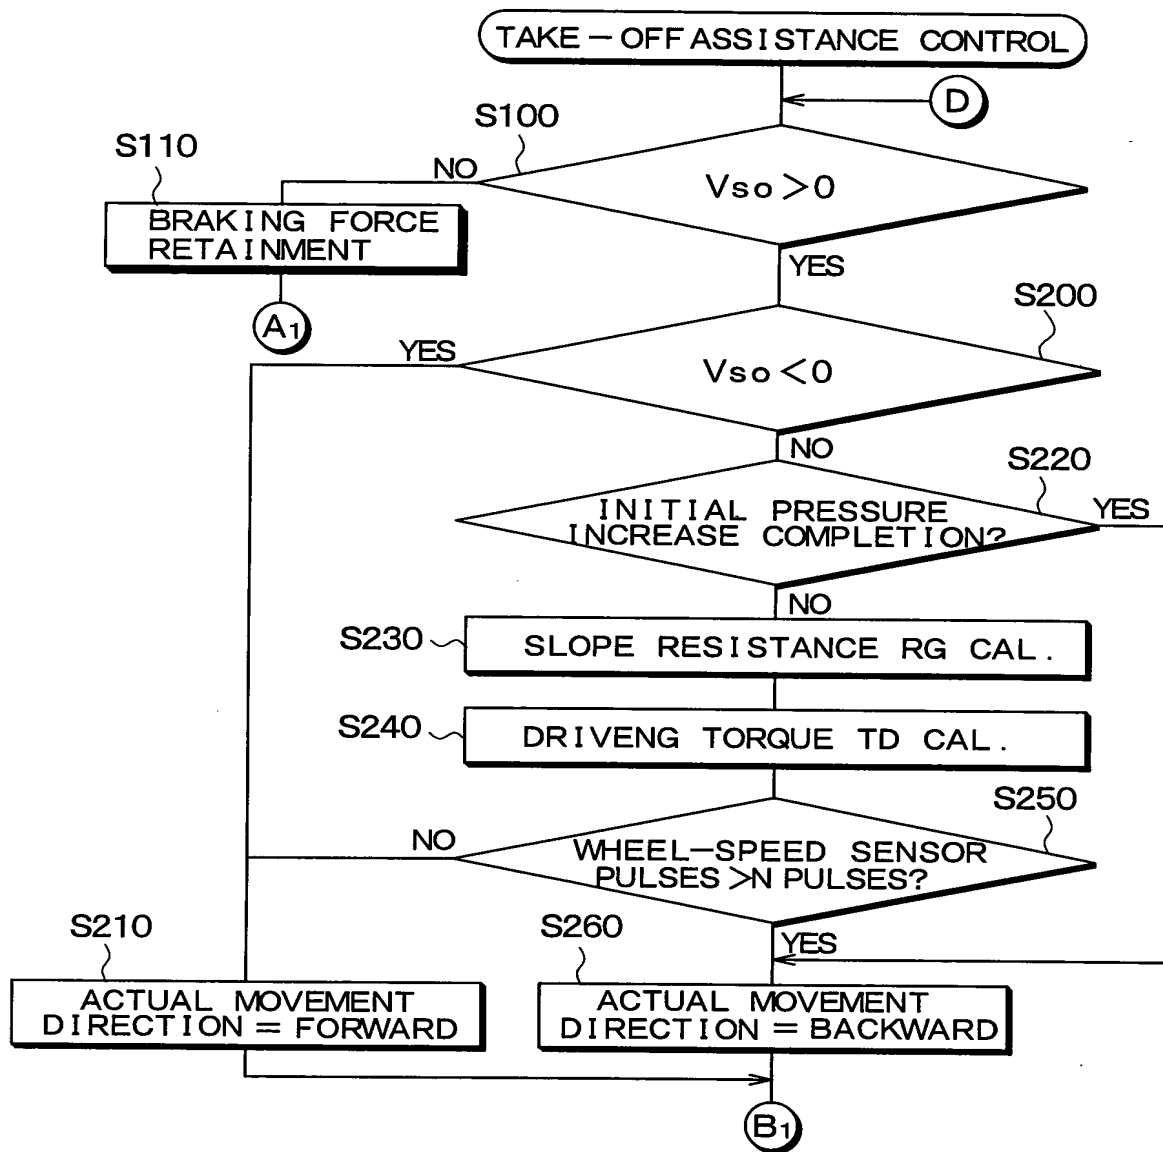 TAKE-OFF ASSISTANCE CONTROL
D
S100
S110
NO
Vso>0
BRAKING FORCE
RETAINMENT
YES
A1
S200
YES
Vso<0
NO
S220
INITIAL PRESSURE
INCREASE COMPLETION?
YES
NO
S230
SLOPE RESISTANCE RG CAL.
S240
DRIVENG TORQUE TD CAL.
S250
NO
WHEEL-SPEED SENSOR
PULSES>N PULSES?
S210
S260
YES
ACTUAL MOVEMENT
DIRECTION=FORWARD
ACTUAL MOVEMENT
DIRECTION=BACKWARD
B1